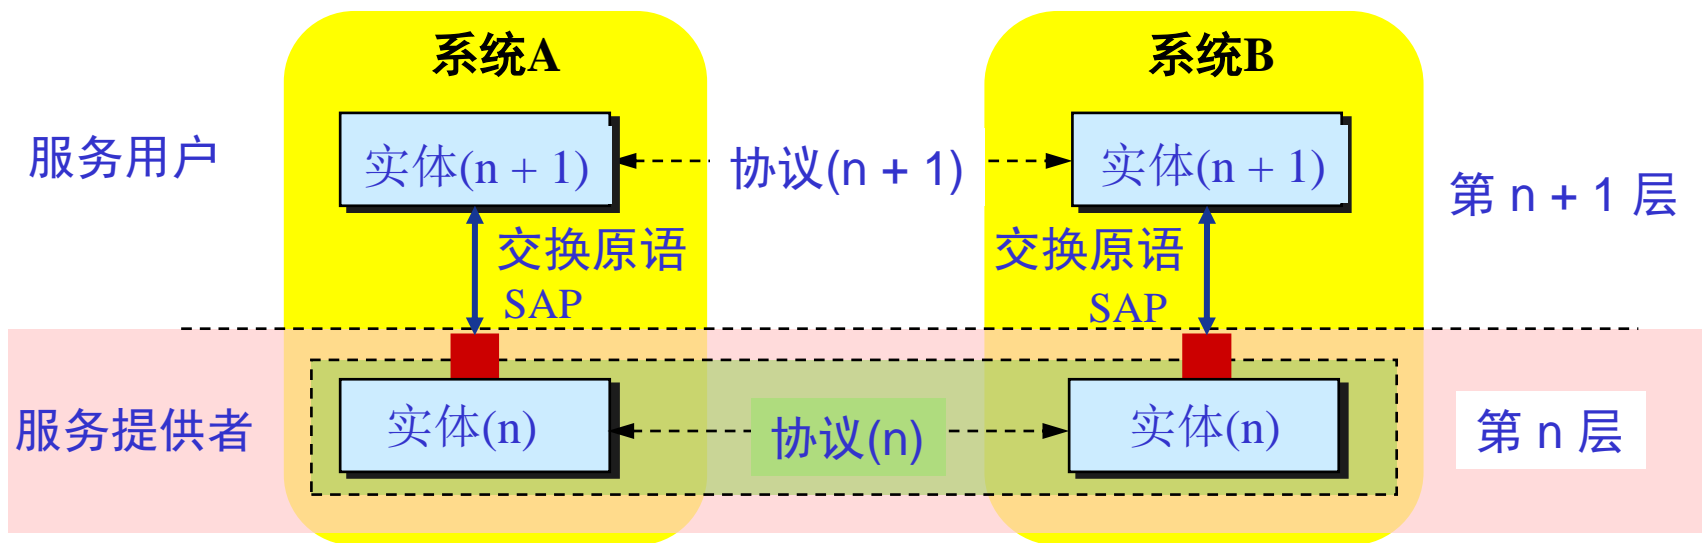 系统A
系统B
服务用户
实体(n + 1)
协议(n + 1)
实体(n + 1)
第 n + 1 层
交换原语
SAP
交换原语
SAP
服务提供者
实体(n)
协议(n)
实体(n)
第 n 层